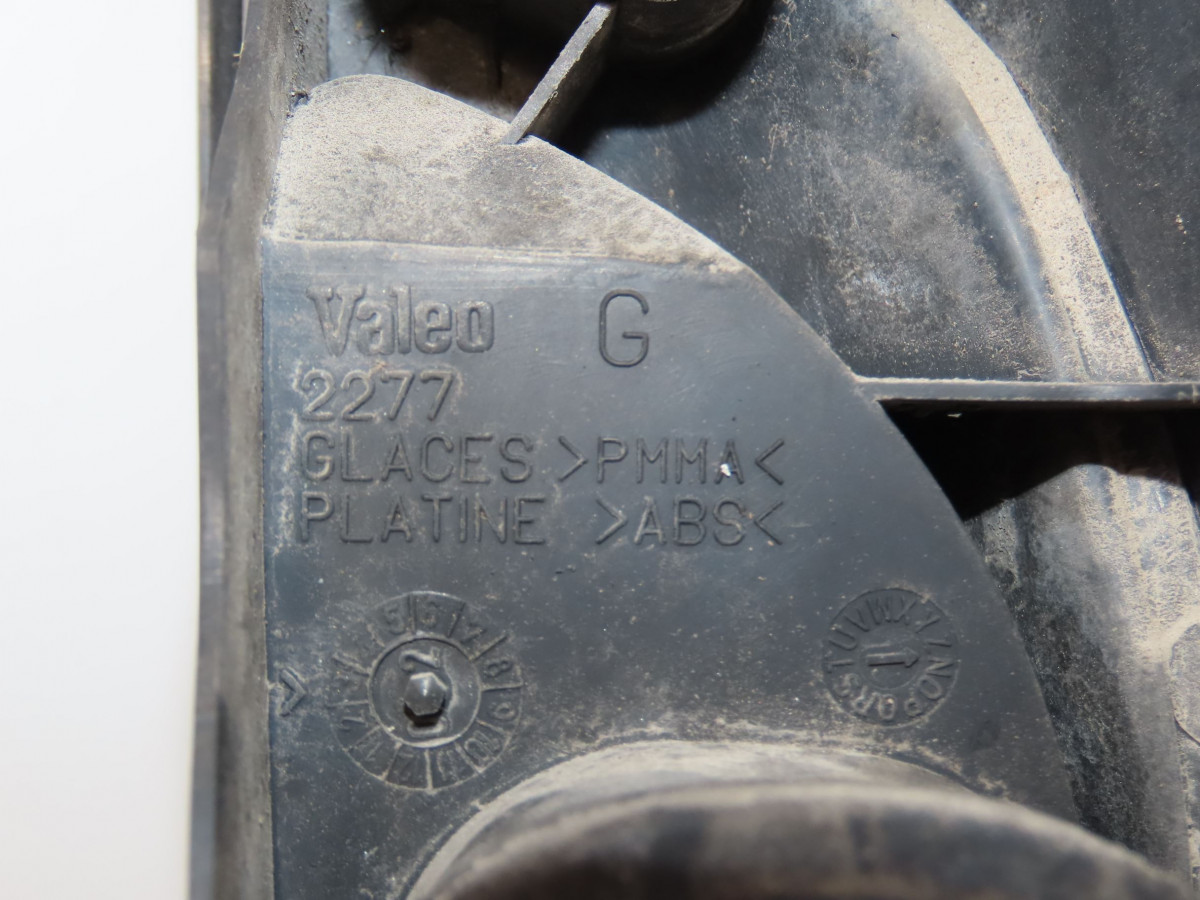 Valeo G
2277
GLACES >PMMA<
PLATINE >ABS<